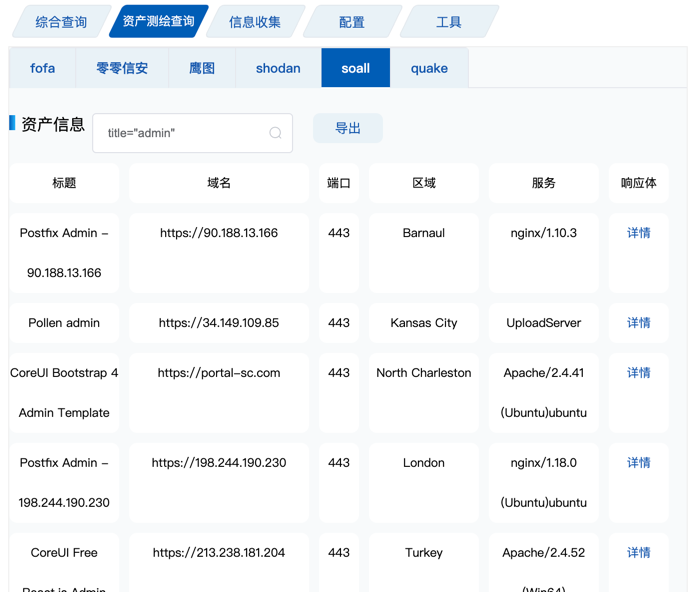 综合查询 资产测绘查询 信息收集 配置 工具
fofa 零零信安 鹰图 shodan soall quake
资产信息 title="admin" 导出
标题 域名 端口 区域 服务 响应体
Postfix Admin - https://90.188.13.166 443 Barnaul nginx/1.10.3 详情
90.188.13.166
Pollen admin https://34.149.109.85 443 Kansas City UploadServer 详情
CoreUI Bootstrap 4 https://portal-sc.com 443 North Charleston Apache/2.4.41 详情
Admin Template (Ubuntu)ubuntu
Postfix Admin - https://198.244.190.230 443 London nginx/1.18.0 详情
198.244.190.230 (Ubuntu)ubuntu
CoreUI Free https://213.238.181.204 443 Turkey Apache/2.4.52 详情
React.js Admin (Win64)